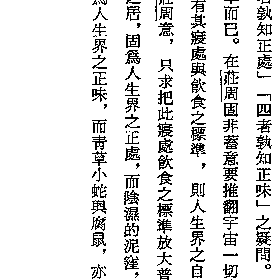 者孰知正處」「四者孰知正味」之疑問。
單而已。在莊周固非蓄意要推翻宇宙一切
有其寢處與飲食之標準，則人生界之自
莊周意，只求把此寢處飲食之標準放大普
之居，固爲人生界之正處，而陰濕的泥窪，
爲人生界之正味，而青草小蛇與腐鼠，亦